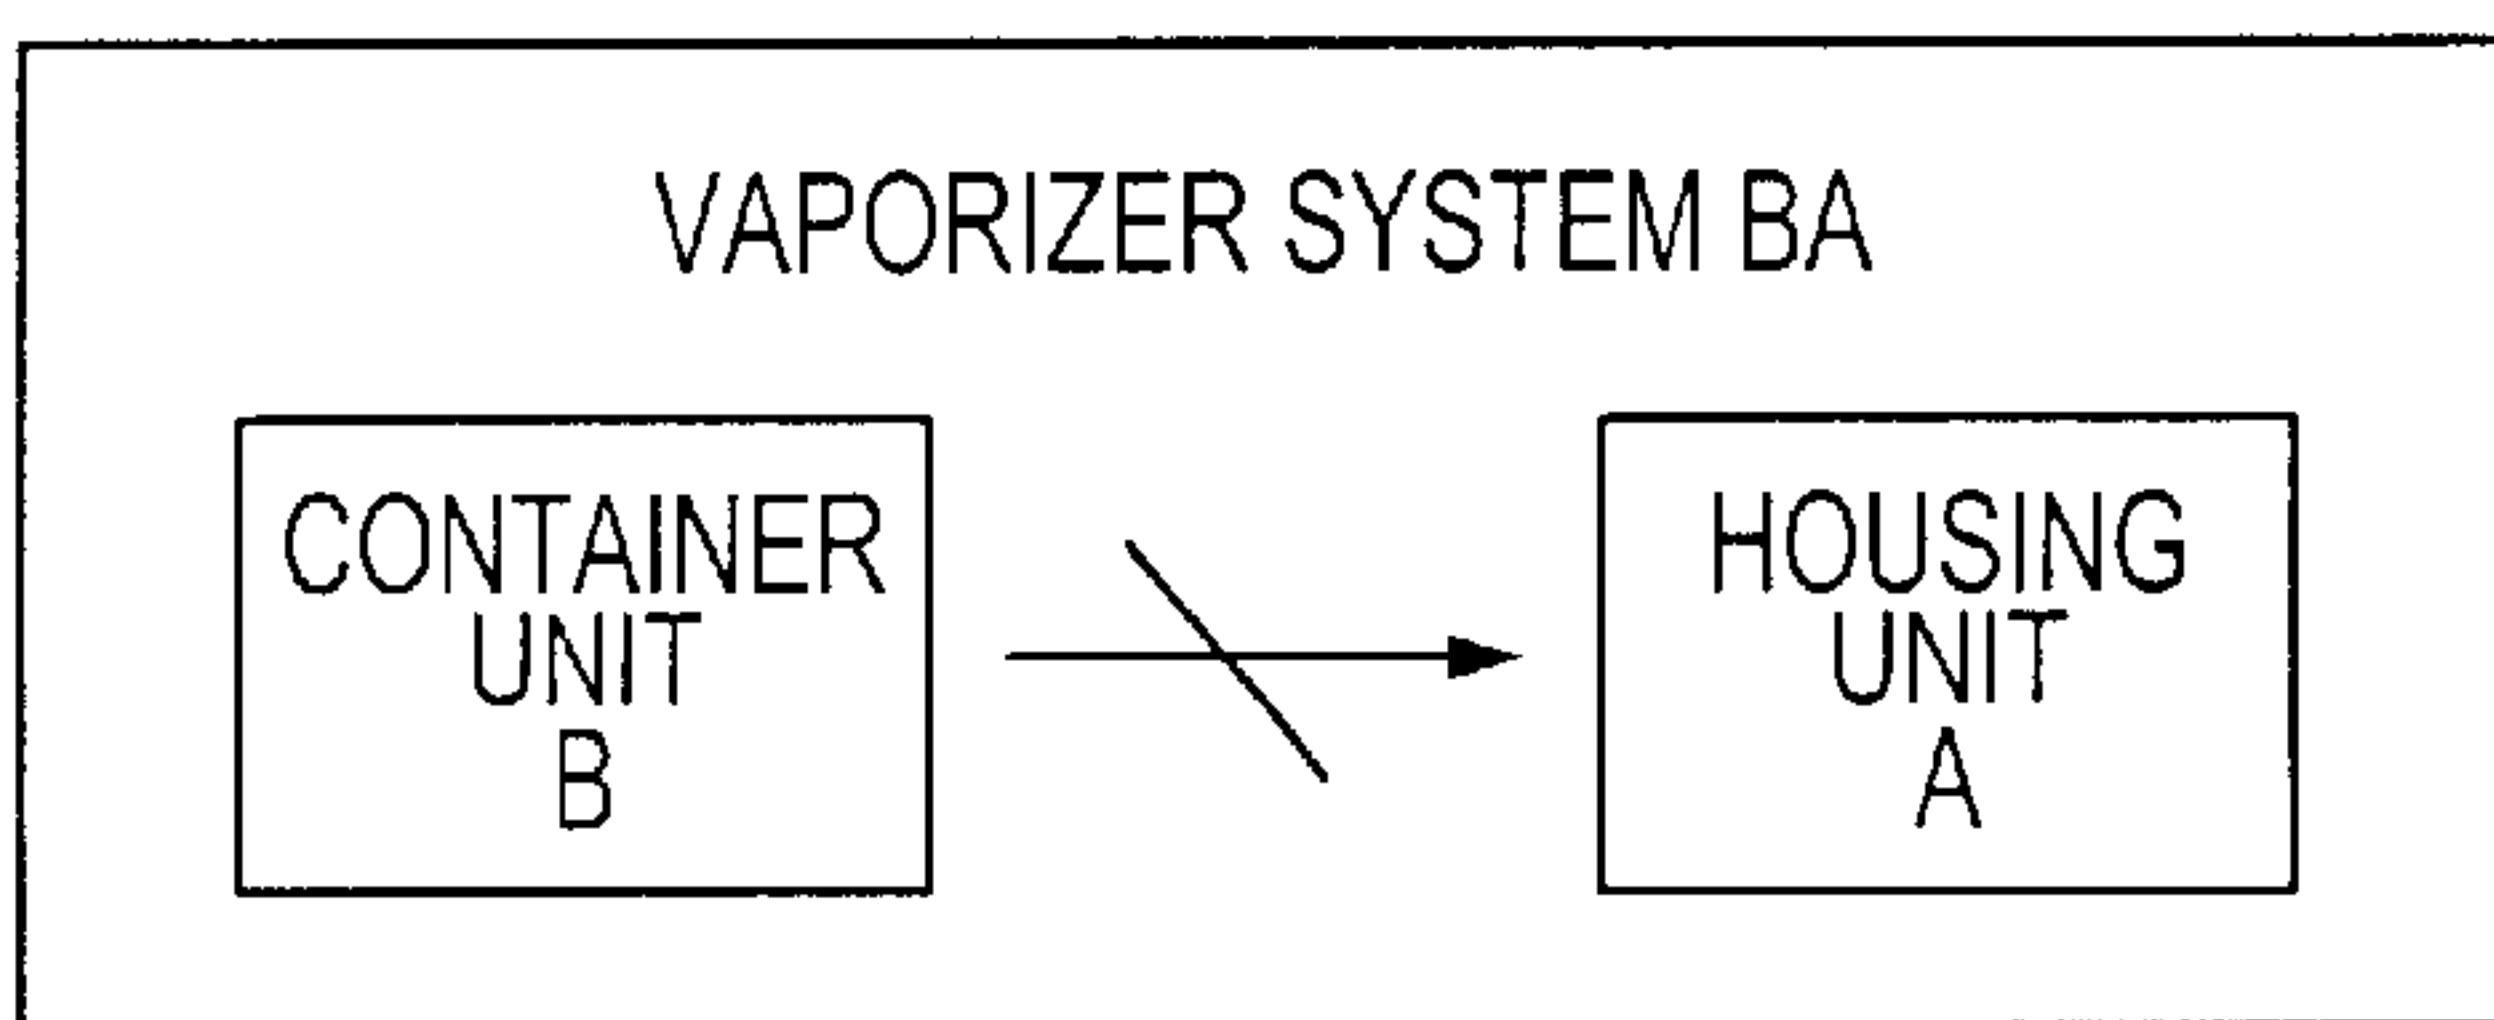 VAPORIZER SYSTEM BA
CONTAINER
UNIT
B
HOUSING
UNIT
A